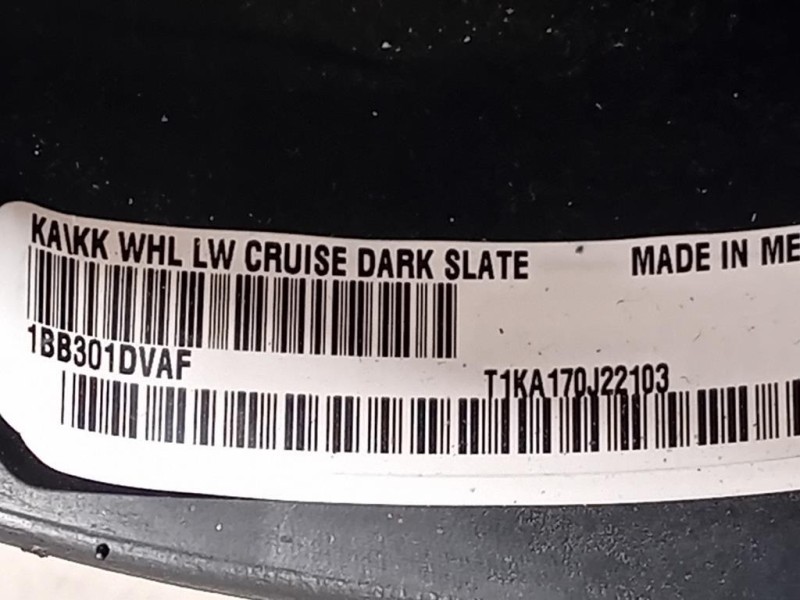 KA\KK WHL LW CRUISE DARK SLATE
MADE IN ME
1BB301DVAF
T1KA170J22103